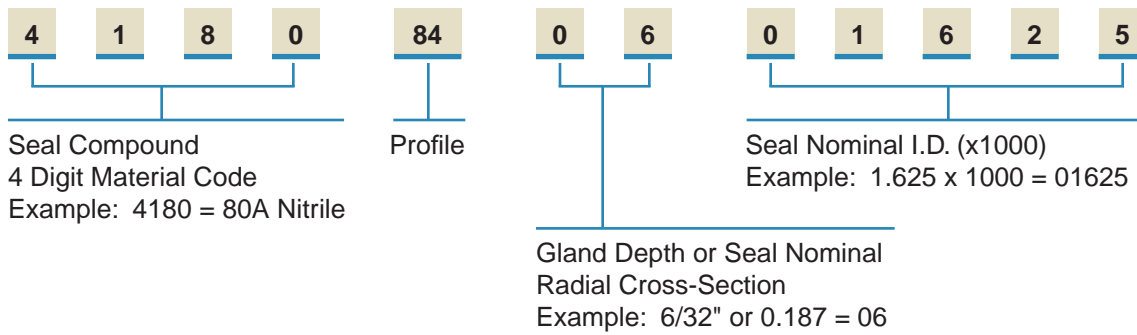 4 1 8 0 84 0 6 0 1 6 2 5
Seal Compound
4 Digit Material Code
Example: 4180 = 80A Nitrile
Profile
Seal Nominal I.D. (x1000)
Example: 1.625 x 1000 = 01625
Gland Depth or Seal Nominal
Radial Cross-Section
Example: 6/32" or 0.187 = 06